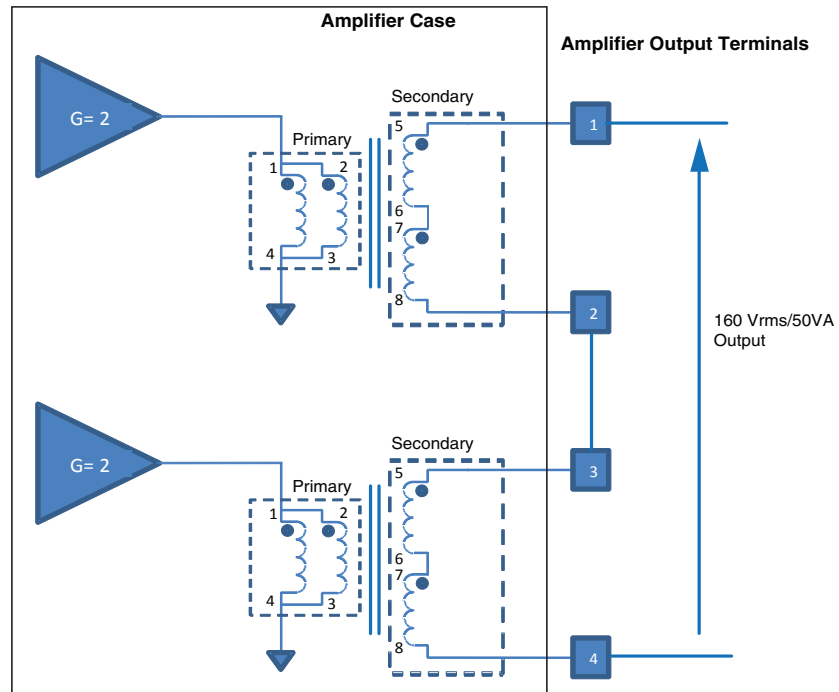 Amplifier Case
Amplifier Output Terminals
G= 2
Primary
1 2
4 3
Secondary
5
6
7
8
1
2
160 Vrms/50VA
Output
G= 2
Primary
1 2
4 3
Secondary
5
6
7
8
3
4